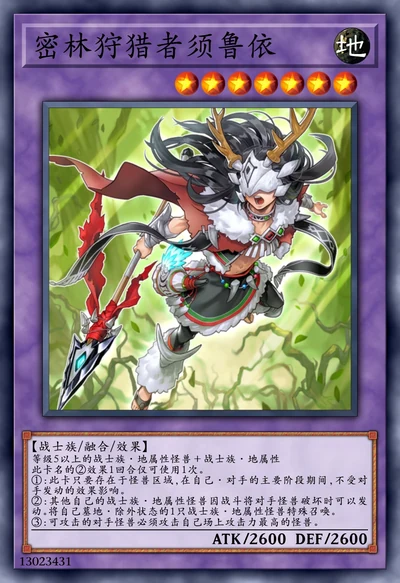 密林狩猎者须鲁依
地
【战士族/融合/效果】
等级5以上的战士族·地属性怪兽＋战士族·地属性
此卡名的②效果1回合仅可使用1次。
①:此卡只要存在于怪兽区域,在自己·对手的主要阶段期间,不受对
手发动的效果影响。
②:其他自己的战士族·地属性怪兽因战斗将对手怪兽破坏时可以发
动。将自己墓地·除外状态的1只战士族·地属性怪兽特殊召唤。
③:可攻击的对手怪兽必须攻击自己场上攻击力最高的怪兽。
ATK/2600 DEF/2600
13023431